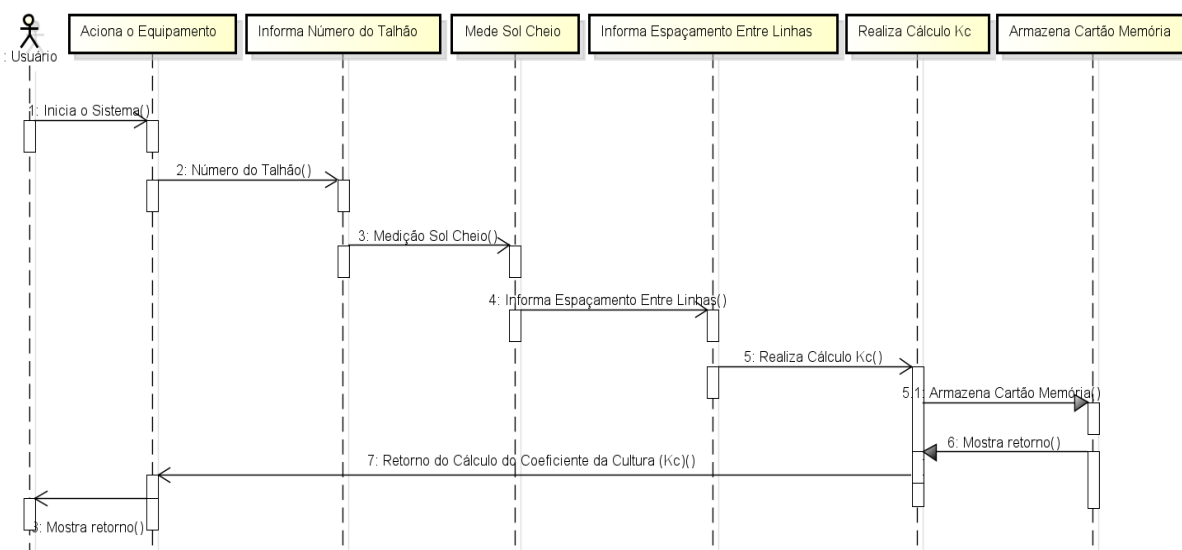 Aciona o Equipamento
Informa Número do Talhão
Mede Sol Cheio
Informa Espaçamento Entre Linhas
Realiza Cálculo Kc
Armazena Cartão Memória
: Usuário
1: Inicia o Sistema()
2: Número do Talhão()
3: Medição Sol Cheio()
4: Informa Espaçamento Entre Linhas()
5: Realiza Cálculo Kc()
5.1: Armazena Cartão Memória()
6: Mostra retorno()
7: Retorno do Cálculo do Coeficiente da Cultura (Kc)()
8: Mostra retorno()